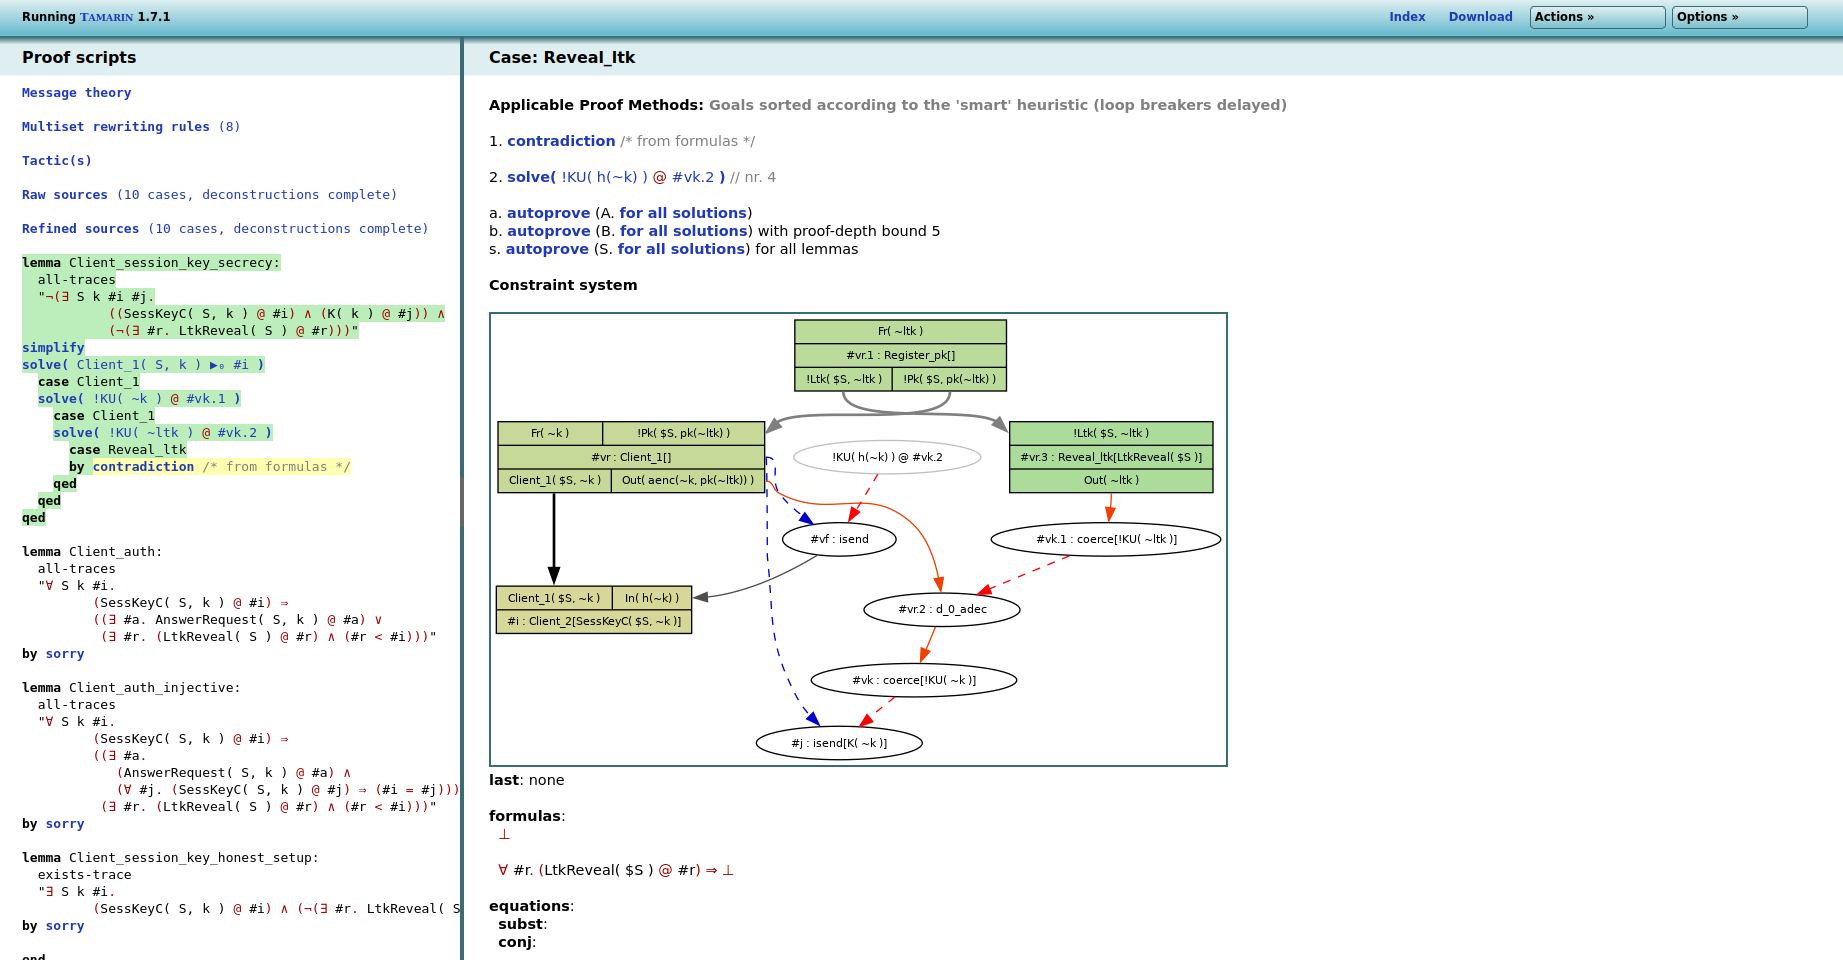 Running TAMARIN 1.7.1
Index Download Actions » Options »
Proof scripts
Message theory
Multiset rewriting rules (8)
Tactic(s)
Raw sources (10 cases, deconstructions complete)
Refined sources (10 cases, deconstructions complete)
lemma Client_session_key_secrecy:
all-traces
"¬(∃ S k #i #j.
((SessKeyC( S, k ) @ #i) ∧ (K( k ) @ #j)) ∧
(¬(∃ #r. LtkReveal( S ) @ #r)))"
simplify
solve( Client_1( S, k ) ▶₀ #i )
case Client_1
solve( !KU( ~k ) @ #vk.1 )
case Client_1
solve( !KU( ~ltk ) @ #vk.2 )
case Reveal_ltk
by contradiction /* from formulas */
qed
qed
qed
lemma Client_auth:
all-traces
"∀ S k #i.
(SessKeyC( S, k ) @ #i) ⇒
((∃ #a. AnswerRequest( S, k ) @ #a) ∨
(∃ #r. (LtkReveal( S ) @ #r) ∧ (#r < #i)))"
by sorry
lemma Client_auth_injective:
all-traces
"∀ S k #i.
(SessKeyC( S, k ) @ #i) ⇒
((∃ #a.
(AnswerRequest( S, k ) @ #a) ∧
(∀ #j. (SessKeyC( S, k ) @ #j) ⇒ (#i = #j)))
(∃ #r. (LtkReveal( S ) @ #r) ∧ (#r < #i)))"
by sorry
lemma Client_session_key_honest_setup:
exists-trace
"∃ S k #i.
(SessKeyC( S, k ) @ #i) ∧ (¬(∃ #r. LtkReveal( S
by sorry
end
Case: Reveal_ltk
Applicable Proof Methods: Goals sorted according to the 'smart' heuristic (loop breakers delayed)
1. contradiction /* from formulas */
2. solve( !KU( h(~k) ) @ #vk.2 ) // nr. 4
a. autoprove (A. for all solutions)
b. autoprove (B. for all solutions) with proof-depth bound 5
s. autoprove (S. for all solutions) for all lemmas
Constraint system
Fr( ~ltk )
#vr.1 : Register_pk[]
!Ltk( $S, ~ltk ) !Pk( $S, pk(~ltk) )
Fr( ~k ) !Pk( $S, pk(~ltk) )
#vr : Client_1[]
Client_1( $S, ~k ) Out( aenc(~k, pk(~ltk)) )
!KU( h(~k) ) @ #vk.2
!Ltk( $S, ~ltk )
#vr.3 : Reveal_ltk[LtkReveal( $S )]
Out( ~ltk )
#vf : isend
#vk.1 : coerce[!KU( ~ltk )]
Client_1( $S, ~k ) In( h(~k) )
#i : Client_2[SessKeyC( $S, ~k )]
#vr.2 : d_0_adec
#vk : coerce[!KU( ~k )]
#j : isend[K( ~k )]
last: none
formulas:
⊥
∀ #r. (LtkReveal( $S ) @ #r) ⇒ ⊥
equations:
subst:
conj: